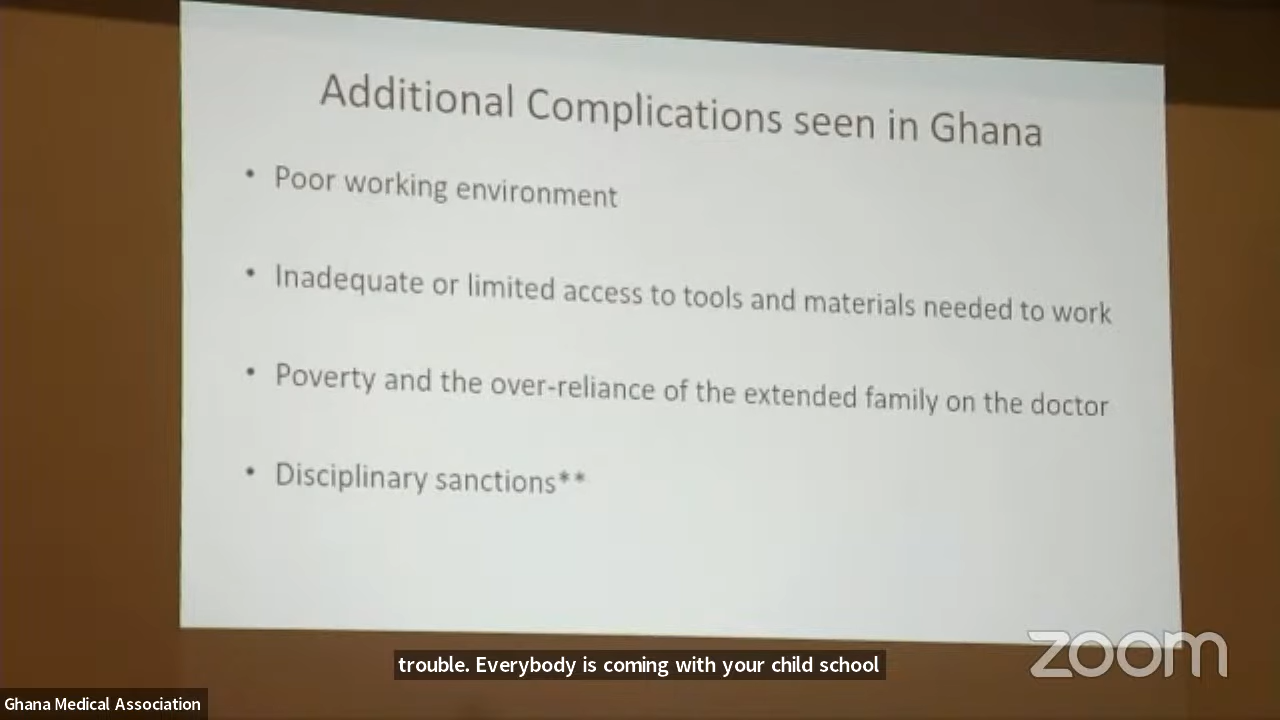 Additional Complications seen in Ghana
• Poor working environment
• Inadequate or limited access to tools and materials needed to work
• Poverty and the over-reliance of the extended family on the doctor
• Disciplinary sanctions**
trouble. Everybody is coming with your child school
zoom
Ghana Medical Association